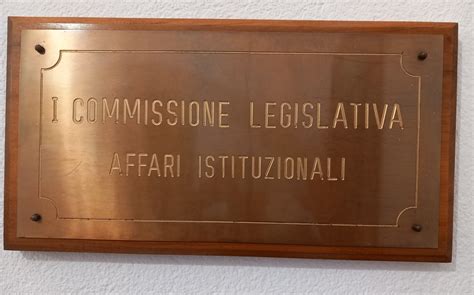 I COMMISSIONE LEGISLATIVA
AFFARI ISTITUZIONALI